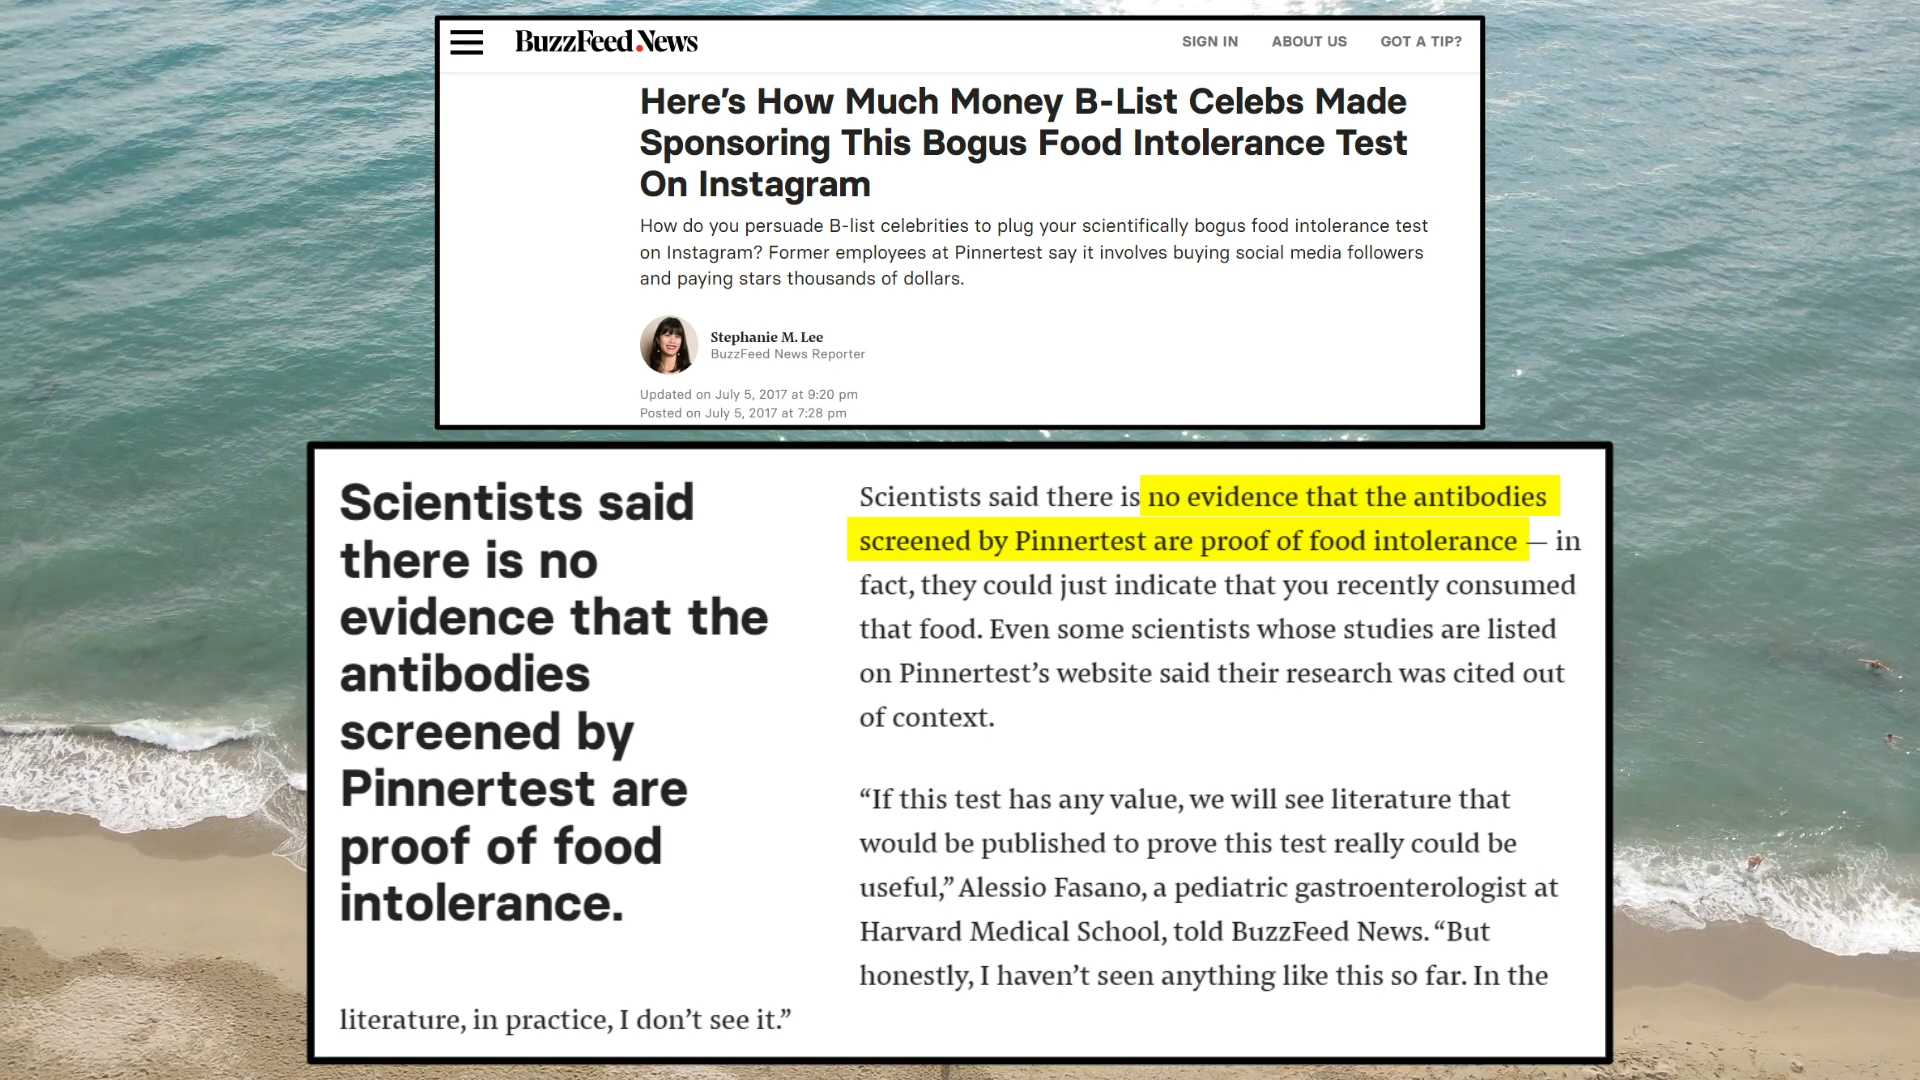 BuzzFeed News
SIGN IN ABOUT US GOT A TIP?
Here’s How Much Money B-List Celebs Made
Sponsoring This Bogus Food Intolerance Test
On Instagram
How do you persuade B-list celebrities to plug your scientifically bogus food intolerance test
on Instagram? Former employees at Pinnertest say it involves buying social media followers
and paying stars thousands of dollars.
Stephanie M. Lee
BuzzFeed News Reporter
Updated on July 5, 2017 at 9:20 pm
Posted on July 5, 2017 at 7:28 pm
Scientists said
there is no
evidence that the
antibodies
screened by
Pinnertest are
proof of food
intolerance.
Scientists said there is no evidence that the antibodies
screened by Pinnertest are proof of food intolerance — in
fact, they could just indicate that you recently consumed
that food. Even some scientists whose studies are listed
on Pinnertest’s website said their research was cited out
of context.
“If this test has any value, we will see literature that
would be published to prove this test really could be
useful,” Alessio Fasano, a pediatric gastroenterologist at
Harvard Medical School, told BuzzFeed News. “But
honestly, I haven’t seen anything like this so far. In the
literature, in practice, I don’t see it.”